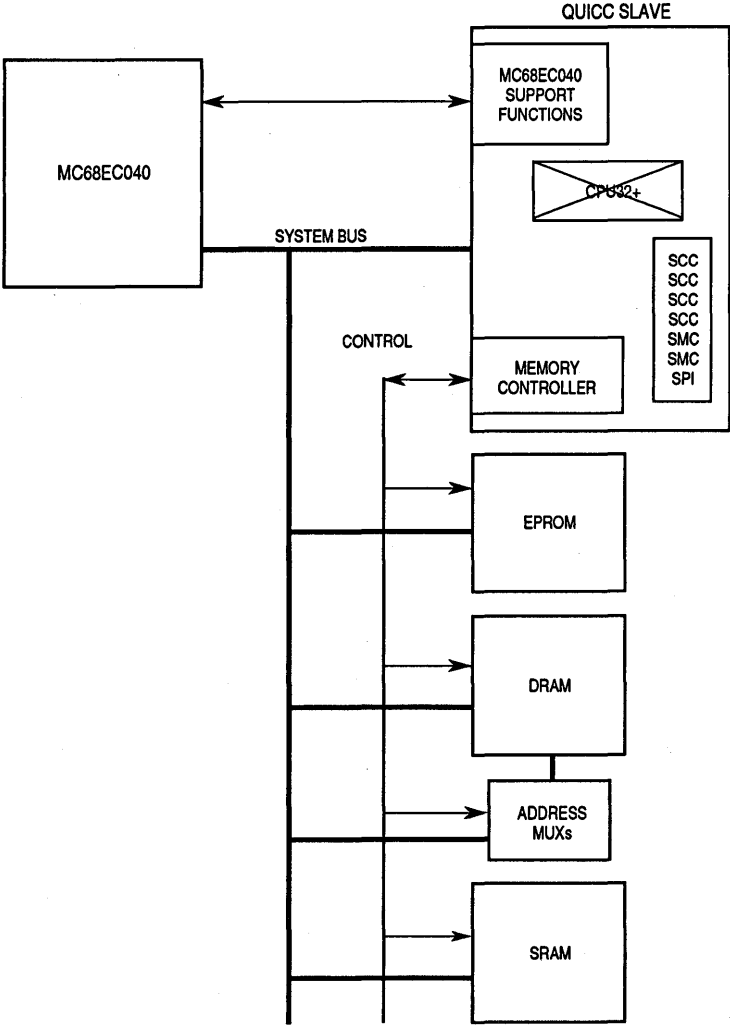 QUICC SLAVE
MC68EC040
SUPPORT
FUNCTIONS
MC68EC040
CPU32+
SYSTEM BUS
SCC
SCC
SCC
SCC
SMC
SMC
SPI
CONTROL
MEMORY
CONTROLLER
EPROM
DRAM
ADDRESS
MUXs
SRAM